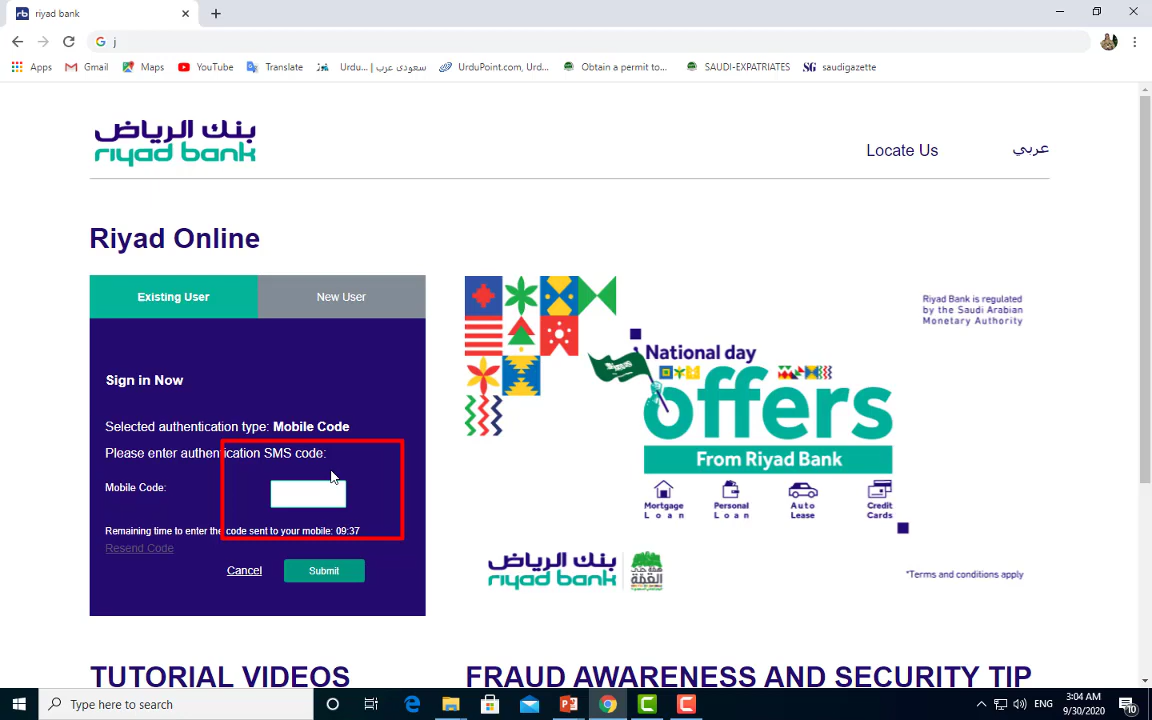 riyad bank
j
Apps
Gmail
Maps
YouTube
Translate
Urdu... | سعودی عرب
UrduPoint.com, Urd...
Obtain a permit to...
SAUDI-EXPATRIATES
SG saudigazette
بنك الرياض
riyad bank
Locate Us
عربي
Riyad Online
Existing User
New User
Sign in Now
Selected authentication type: Mobile Code
Please enter authentication SMS code:
Mobile Code:
Remaining time to enter the code sent to your mobile: 09:37
Resend Code
Cancel
Submit
Riyad Bank is regulated
by the Saudi Arabian
Monetary Authority
National day
offers
From Riyad Bank
Mortgage
Loan
Personal
Loan
Auto
Lease
Credit
Cards
بنك الرياض
riyad bank
*Terms and conditions apply
TUTORIAL VIDEOS
FRAUD AWARENESS AND SECURITY TIP
Type here to search
ENG
3:04 AM
9/30/2020
10